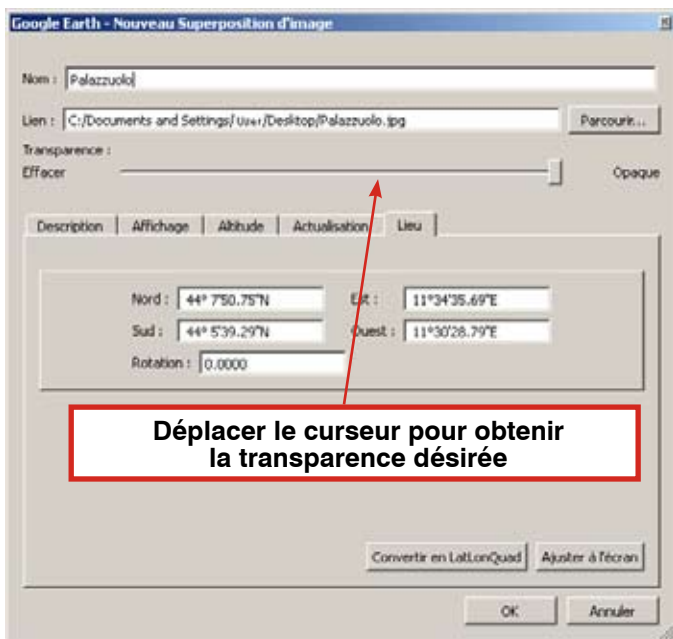 Google Earth - Nouveau Superposition d'image
Nom : Palazzuolo
Lien : C:/Documents and Settings/User/Desktop/Palazzuolo.jpg Parcourir...
Transparence :
Effacer Opaque
Description Affichage Altitude Actualisation Lieu
Nord : 44° 7'50.75"N Est : 11°34'35.69"E
Sud : 44° 5'39.29"N Ouest : 11°30'28.79"E
Rotation : 0.0000
Déplacer le curseur pour obtenir
la transparence désirée
Convertir en LatLonQuad Ajuster à l'écran
OK Annuler